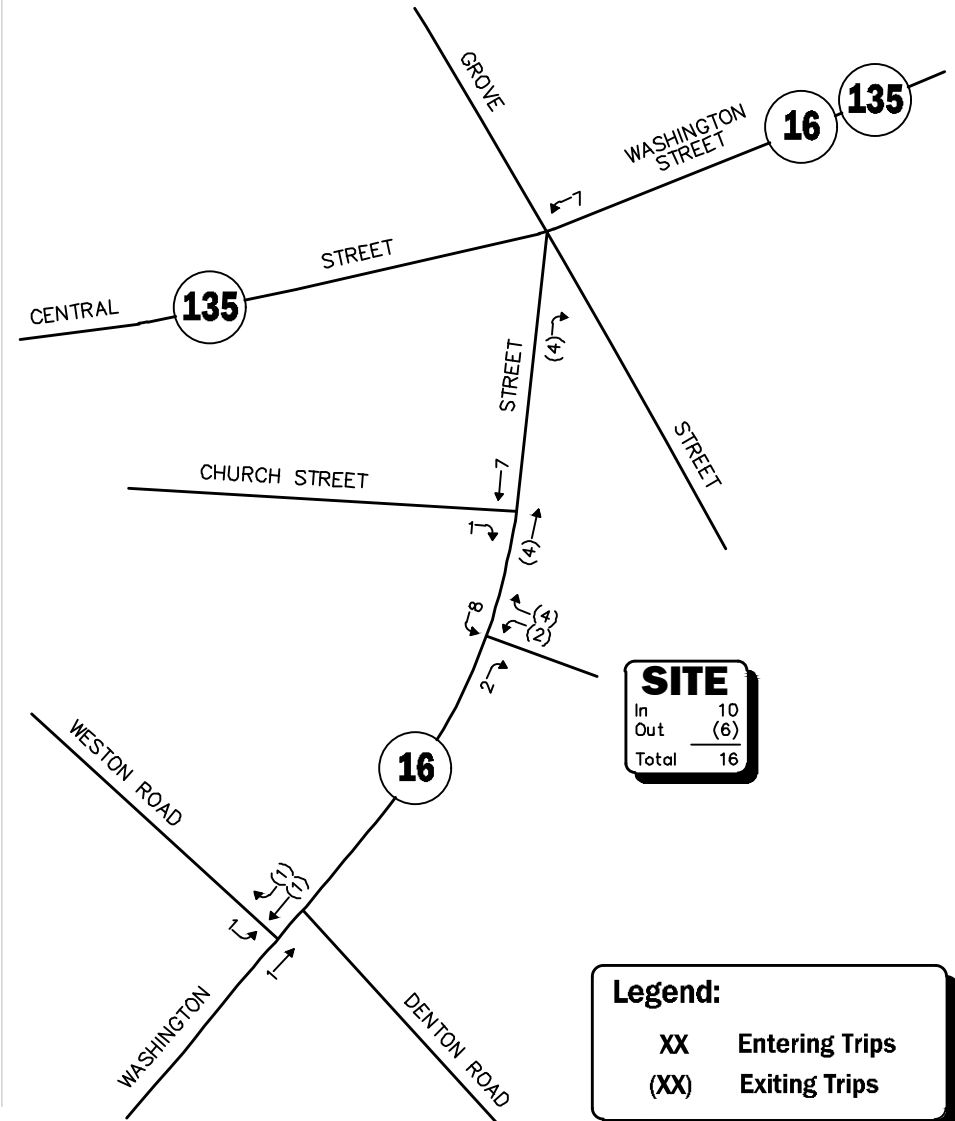 GROVE
WASHINGTON
STREET
16
135
7
STREET
CENTRAL
135
(4)
STREET
STREET
CHURCH STREET
7
1
(4)
8
(4)
(2)
2
SITE
In 10
Out (6)
Total 16
WESTON ROAD
16
(1)
(1)
1
1
WASHINGTON
DENTON ROAD
Legend:
XX Entering Trips
(XX) Exiting Trips